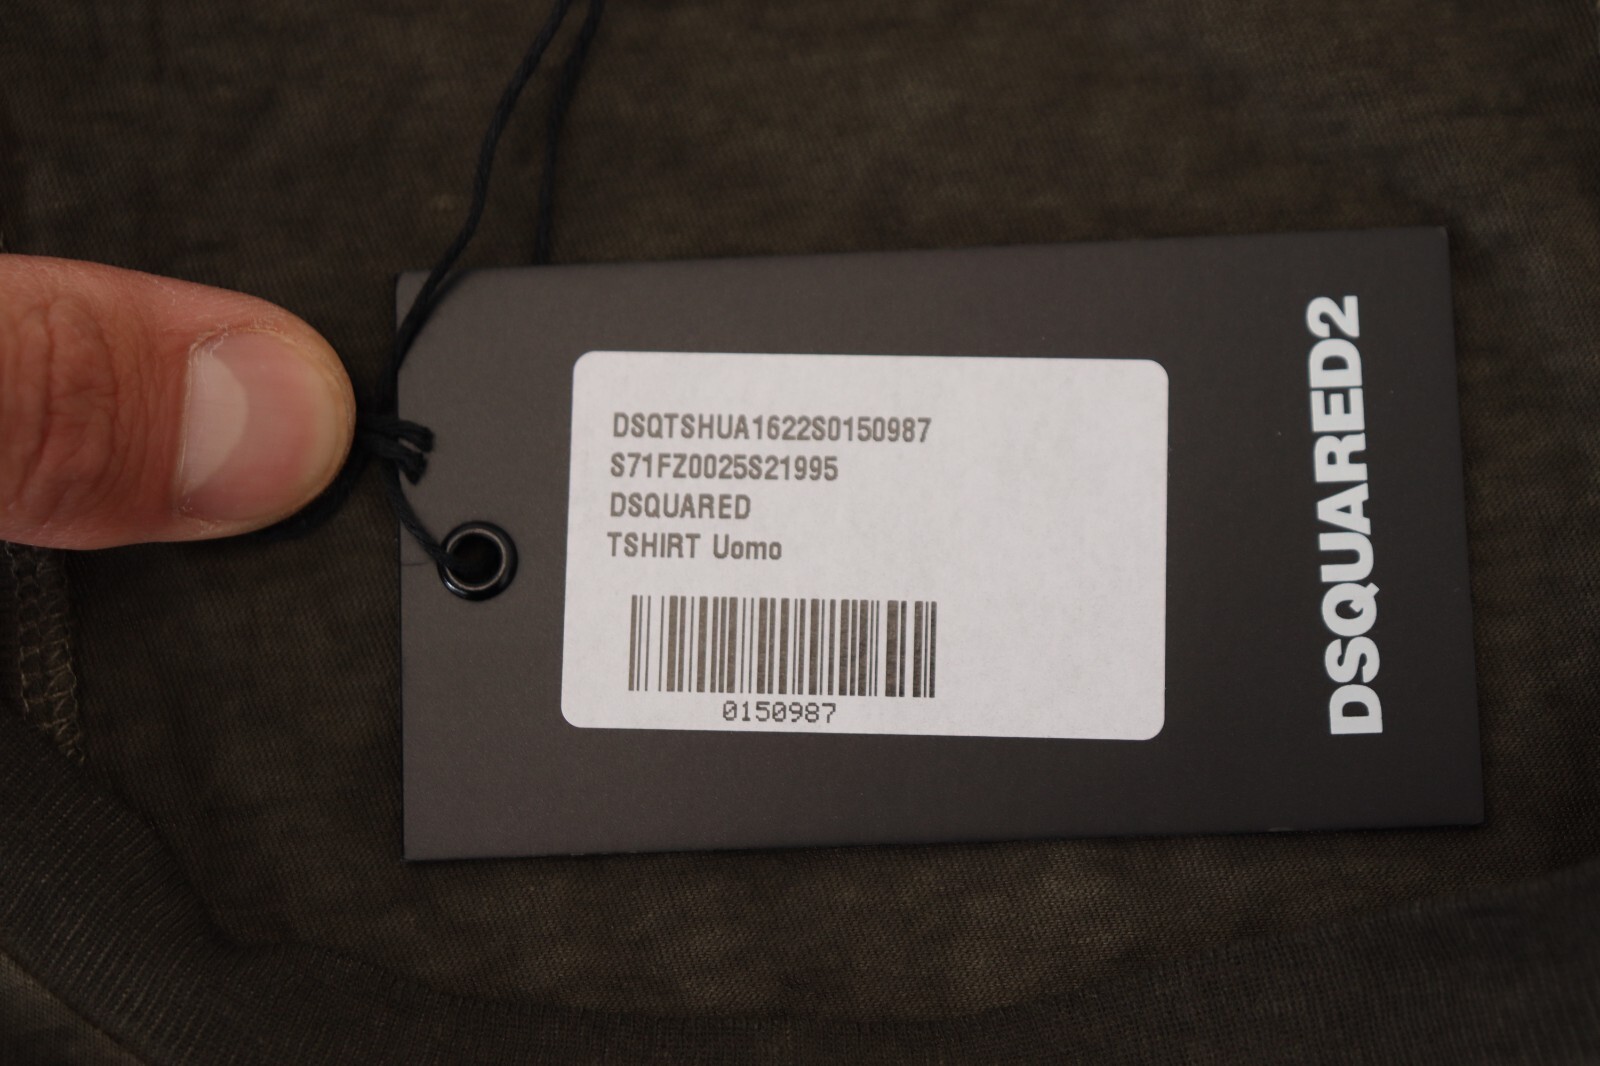 DSQTSHUA1622S0150987
S71FZ0025S21995
DSQUARED
TSHIRT Uomo
0150987
DSQUARED2